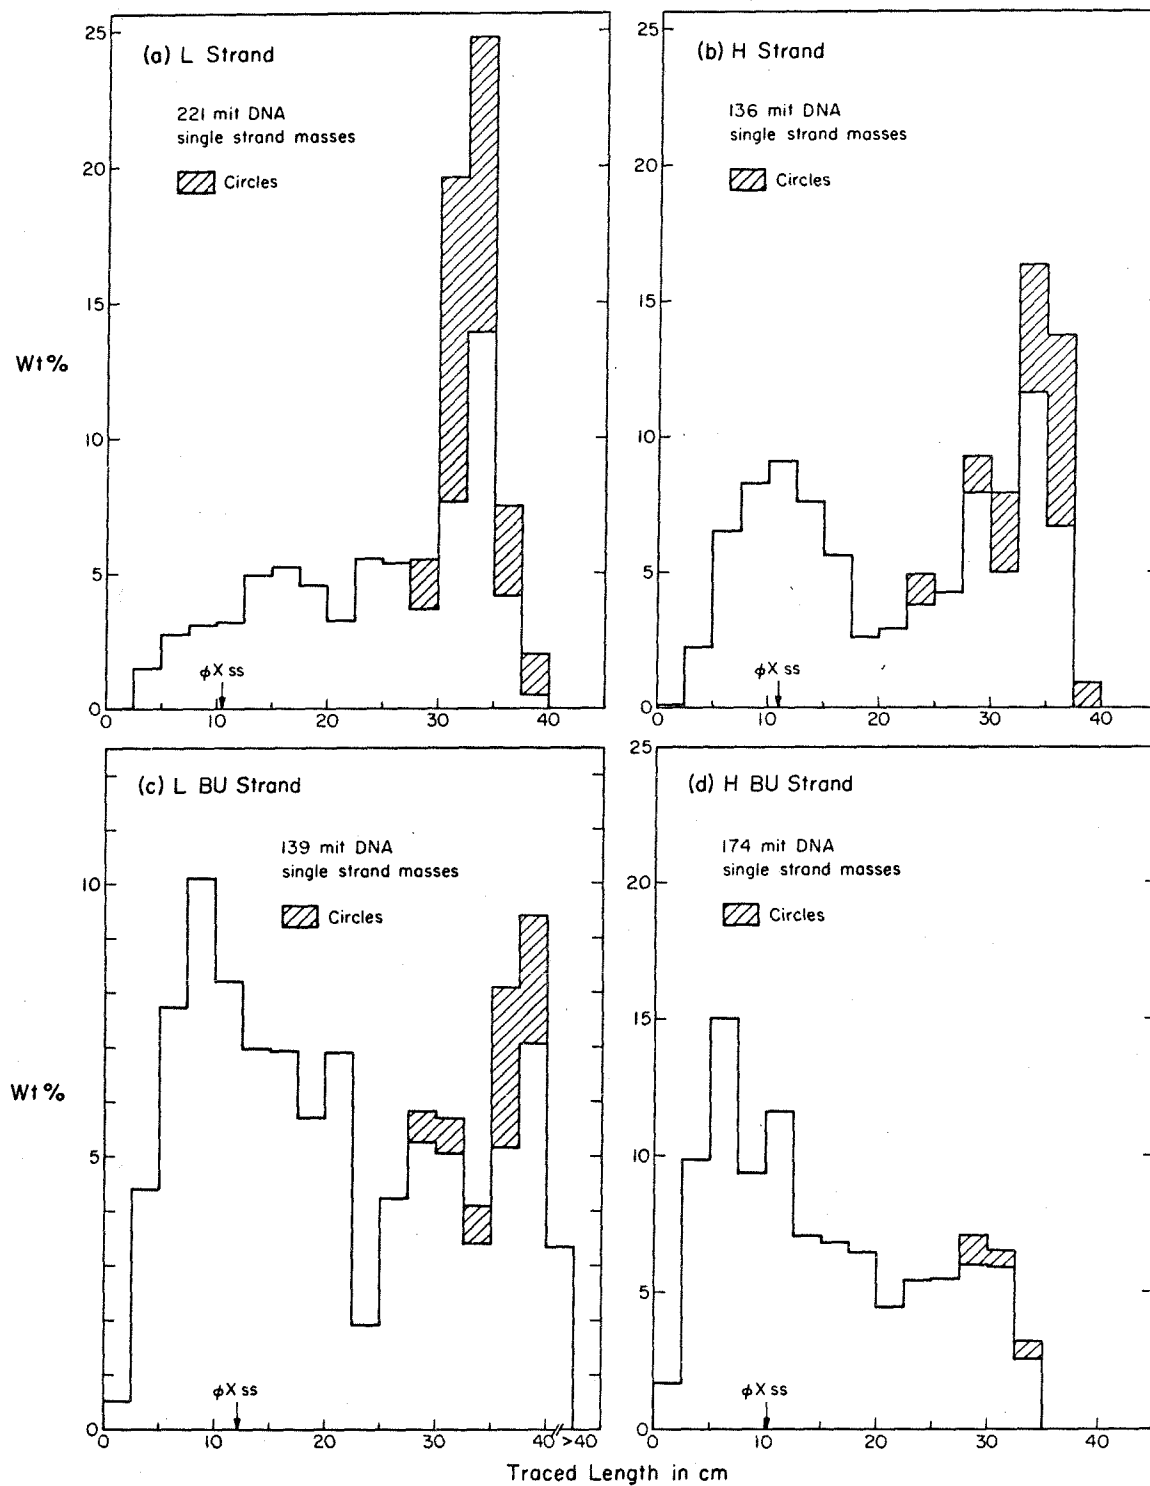 (a) L Strand
221 mit DNA
single strand masses
Circles
25
20
15
10
5
0
Wt%
φX ss
0 10 20 30 40
(b) H Strand
136 mit DNA
single strand masses
Circles
25
20
15
10
5
0
φX ss
0 10 20 30 40
(c) L BU Strand
139 mit DNA
single strand masses
Circles
10
5
0
Wt%
φX ss
0 10 20 30 40 >40
(d) H BU Strand
174 mit DNA
single strand masses
Circles
25
20
15
10
5
0
φX ss
0 10 20 30 40
Traced Length in cm